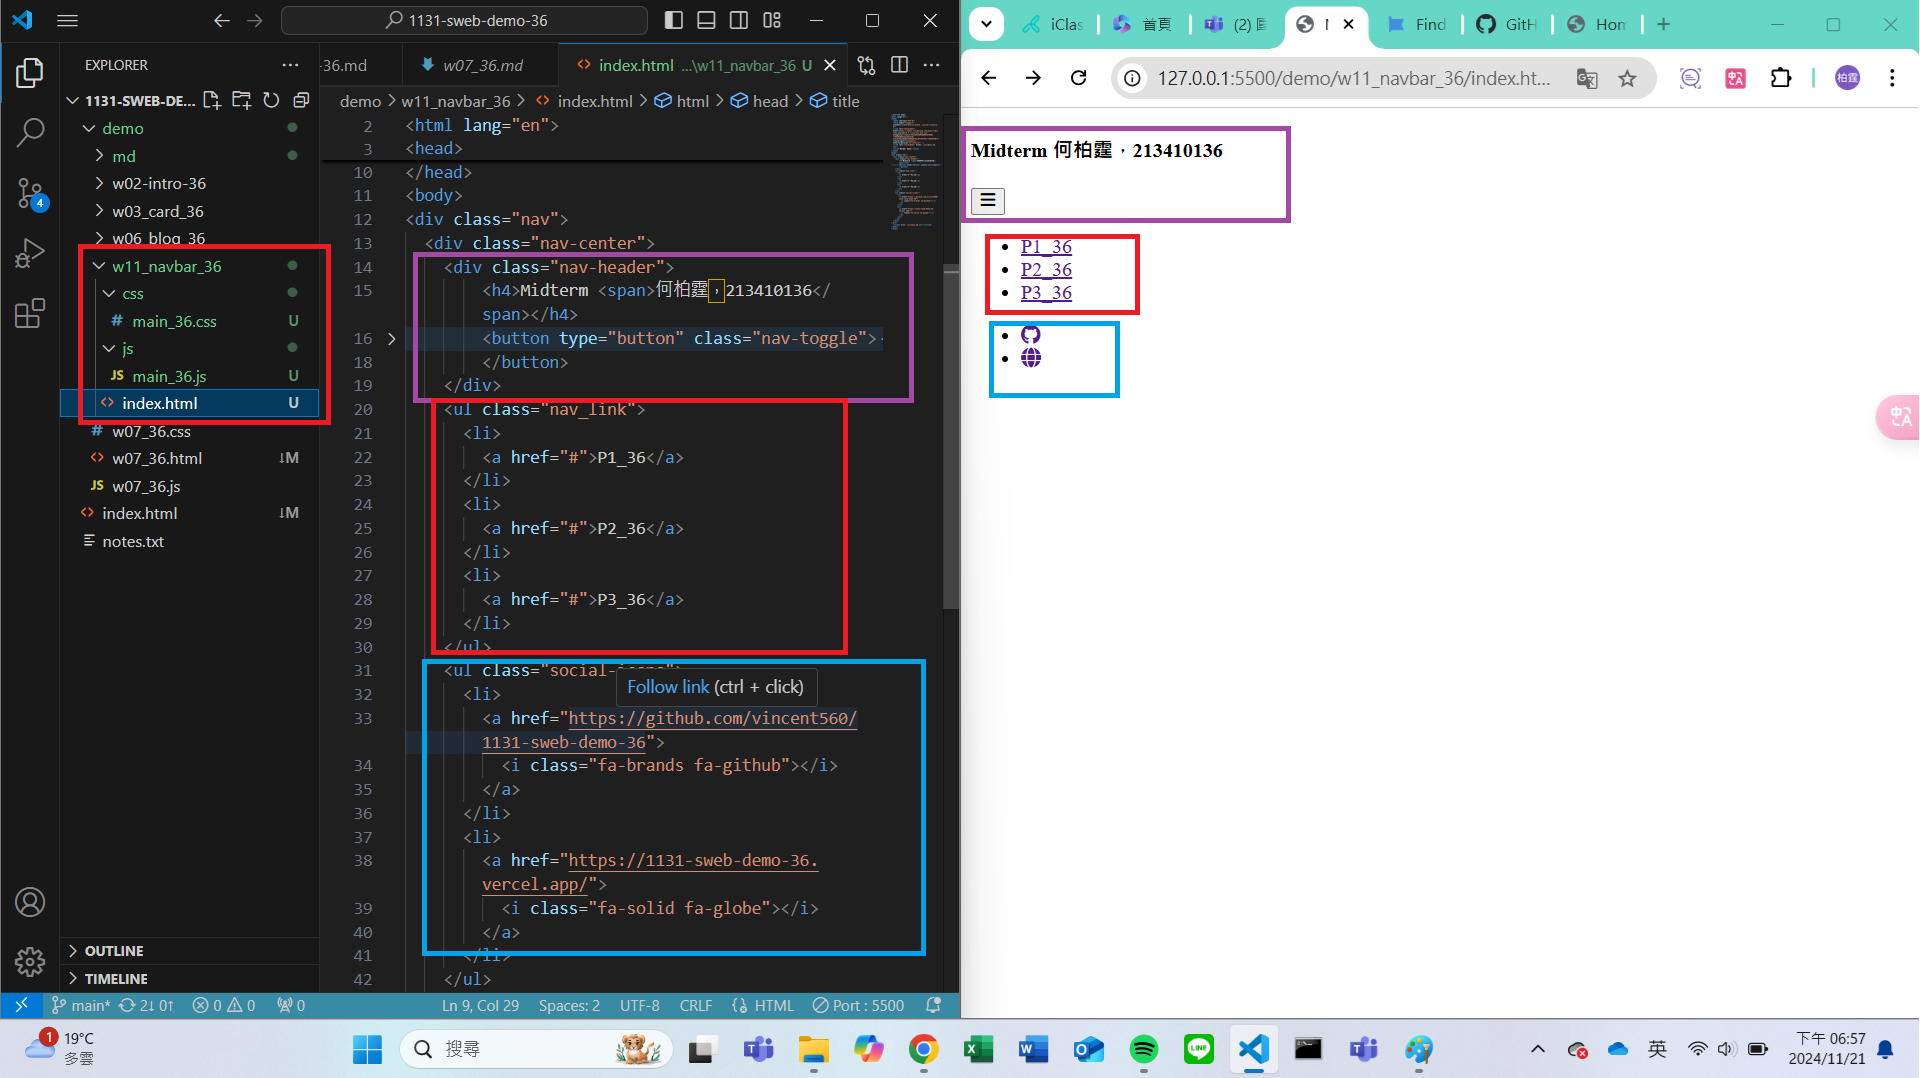 1131-sweb-demo-36
EXPLORER
1131-SWEB-DE...
demo
md
w02-intro-36
w03_card_36
w06_blog_36
w11_navbar_36
css
main_36.css U
js
main_36.js U
index.html U
w07_36.css
w07_36.html ↓M
w07_36.js
index.html ↓M
notes.txt
OUTLINE
TIMELINE
-36.md
w07_36.md
index.html ...\w11_navbar_36 U
demo > w11_navbar_36 > index.html > html > head > title
2 <html lang="en">
3 <head>
10 </head>
11 <body>
12 <div class="nav">
13 <div class="nav-center">
14 <div class="nav-header">
15 <h4>Midterm <span>何柏霆,213410136</
span></h4>
16 <button type="button" class="nav-toggle">
18 </button>
19 </div>
20 <ul class="nav_link">
21 <li>
22 <a href="#">P1_36</a>
23 </li>
24 <li>
25 <a href="#">P2_36</a>
26 </li>
27 <li>
28 <a href="#">P3_36</a>
29 </li>
30 </ul>
31 <ul class="social-icons">
Follow link (ctrl + click)
32 <li>
33 <a href="https://github.com/vincent560/
1131-sweb-demo-36">
34 <i class="fa-brands fa-github"></i>
35 </a>
36 </li>
37 <li>
38 <a href="https://1131-sweb-demo-36.
vercel.app/">
39 <i class="fa-solid fa-globe"></i>
40 </a>
41 </li>
42 </ul>
4
main* 2↓ 0↑ 0 0 0
Ln 9, Col 29 Spaces: 2 UTF-8 CRLF HTML Port : 5500
iClas
首頁
(2)
Find
GitH
Hom
127.0.0.1:5500/demo/w11_navbar_36/index.ht...
柏霆
Midterm 何柏霆,213410136
P1_36
P2_36
P3_36
1
19°C
多雲
搜尋
英
下午 06:57
2024/11/21